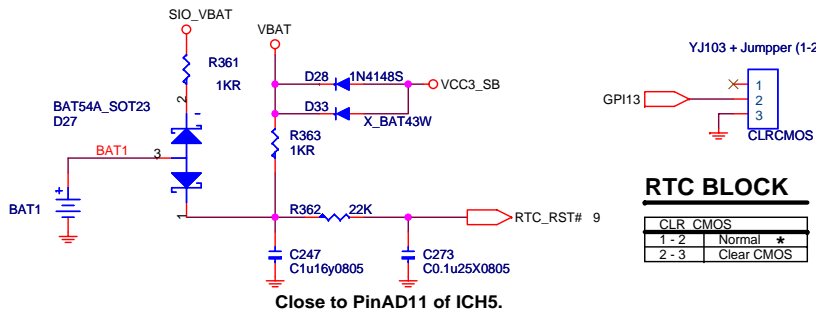 SIO_VBAT
VBAT
YJ103 + Jumpper (1-2
R361
1KR
D28
1N4148S
VCC3_SB
1
2
3
GPI13
CLRCMOS
2
BAT54A_SOT23
D27
D33
X_BAT43W
R363
1KR
BAT1
3
BAT1
+
1
R362
22K
RTC_RST# 9
C247
C1u16y0805
C273
C0.1u25X0805
RTC BLOCK
CLR CMOS
1 - 2 Normal *
2 - 3 Clear CMOS
Close to PinAD11 of ICH5.